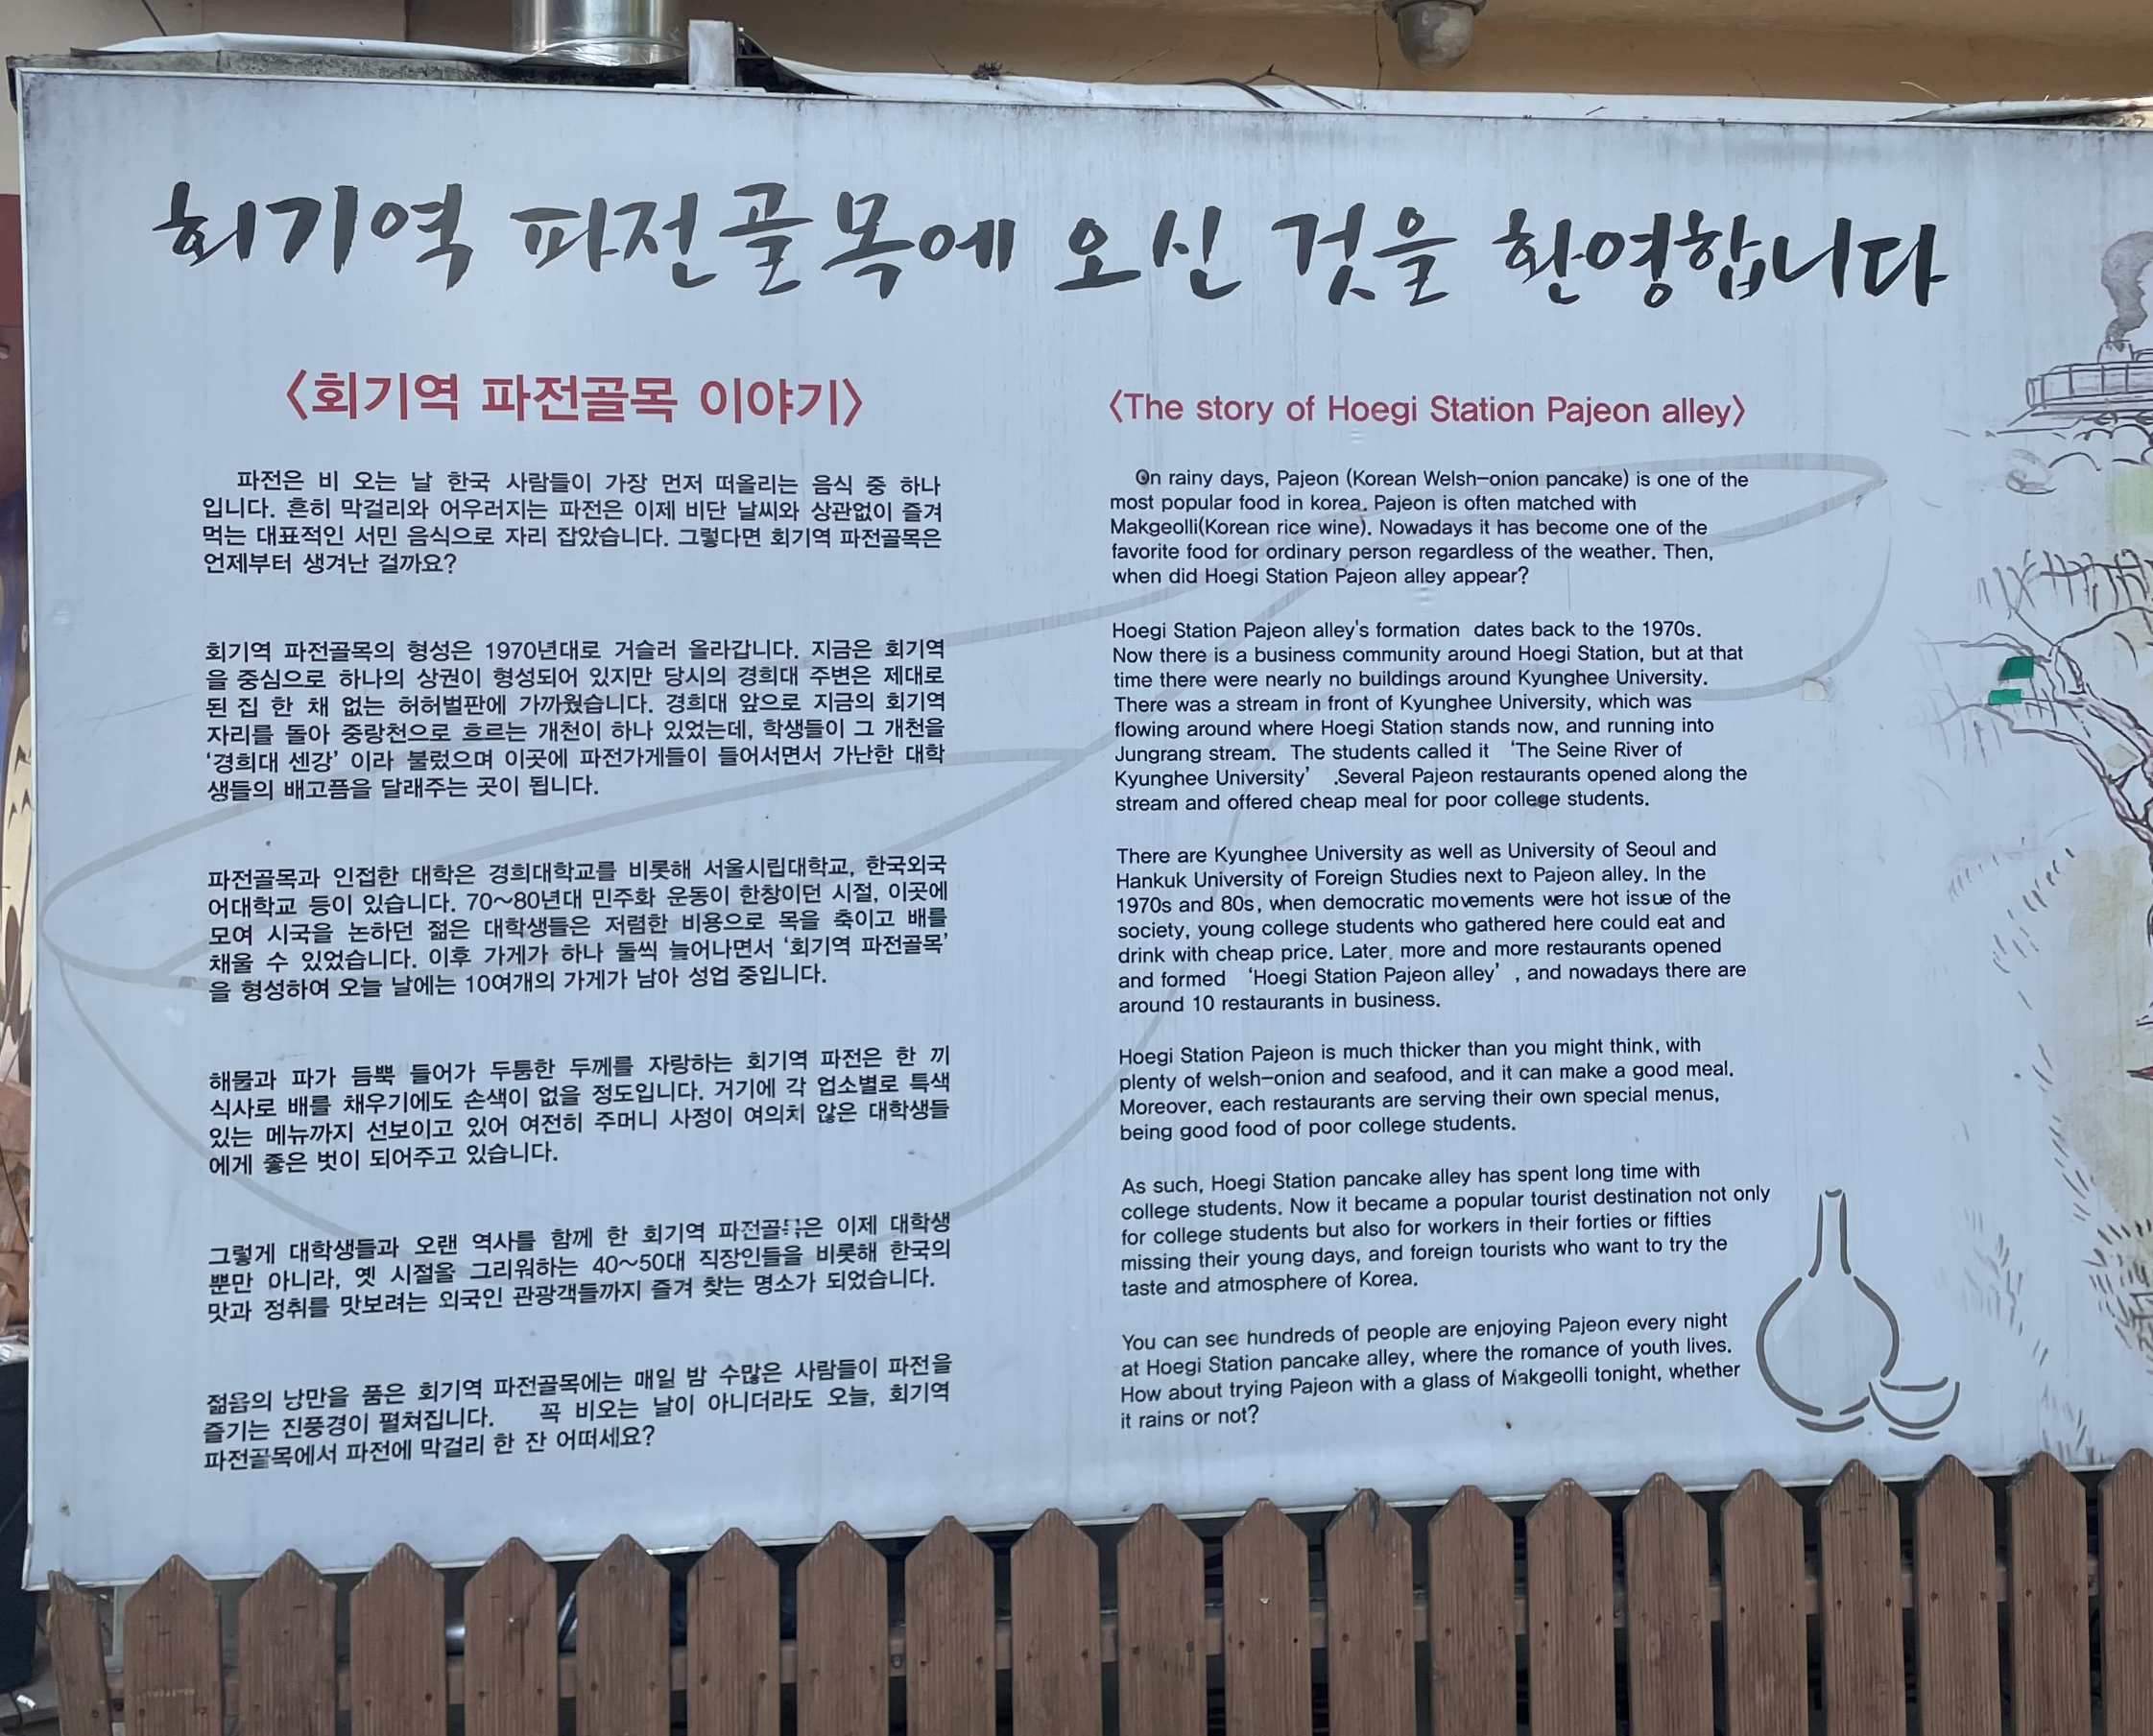 회기역 파전골목에 오신 것을 환영합니다
〈회기역 파전골목 이야기〉
파전은 비 오는 날 한국 사람들이 가장 먼저 떠올리는 음식 중 하나
입니다. 흔히 막걸리와 어우러지는 파전은 이제 비단 날씨와 상관없이 즐겨
먹는 대표적인 서민 음식으로 자리 잡았습니다. 그렇다면 회기역 파전골목은
언제부터 생겨난 걸까요?
회기역 파전골목의 형성은 1970년대로 거슬러 올라갑니다. 지금은 회기역
을 중심으로 하나의 상권이 형성되어 있지만 당시의 경희대 주변은 제대로
된 집 한 채 없는 허허벌판에 가까웠습니다. 경희대 앞으로 지금의 회기역
자리를 돌아 중랑천으로 흐르는 개천이 하나 있었는데, 학생들이 그 개천을
‘경희대 센강’ 이라 불렀으며 이곳에 파전가게들이 들어서면서 가난한 대학
생들의 배고픔을 달래주는 곳이 됩니다.
파전골목과 인접한 대학은 경희대학교를 비롯해 서울시립대학교, 한국외국
어대학교 등이 있습니다. 70~80년대 민주화 운동이 한창이던 시절, 이곳에
모여 시국을 논하던 젊은 대학생들은 저렴한 비용으로 목을 축이고 배를
채울 수 있었습니다. 이후 가게가 하나 둘씩 늘어나면서 ‘회기역 파전골목’
을 형성하여 오늘 날에는 10여개의 가게가 남아 성업 중입니다.
해물과 파가 듬뿍 들어가 두툼한 두께를 자랑하는 회기역 파전은 한 끼
식사로 배를 채우기에도 손색이 없을 정도입니다. 거기에 각 업소별로 특색
있는 메뉴까지 선보이고 있어 여전히 주머니 사정이 여의치 않은 대학생들
에게 좋은 벗이 되어주고 있습니다.
그렇게 대학생들과 오랜 역사를 함께 한 회기역 파전골목은 이제 대학생
뿐만 아니라, 옛 시절을 그리워하는 40~50대 직장인들을 비롯해 한국의
맛과 정취를 맛보려는 외국인 관광객들까지 즐겨 찾는 명소가 되었습니다.
젊음의 낭만을 품은 회기역 파전골목에는 매일 밤 수많은 사람들이 파전을
즐기는 진풍경이 펼쳐집니다. 꼭 비오는 날이 아니더라도 오늘, 회기역
파전골목에서 파전에 막걸리 한 잔 어떠세요?
〈The story of Hoegi Station Pajeon alley〉
On rainy days, Pajeon (Korean Welsh-onion pancake) is one of the
most popular food in korea. Pajeon is often matched with
Makgeolli(Korean rice wine). Nowadays it has become one of the
favorite food for ordinary person regardless of the weather. Then,
when did Hoegi Station Pajeon alley appear?
Hoegi Station Pajeon alley's formation dates back to the 1970s.
Now there is a business community around Hoegi Station, but at that
time there were nearly no buildings around Kyunghee University.
There was a stream in front of Kyunghee University, which was
flowing around where Hoegi Station stands now, and running into
Jungrang stream. The students called it ‘The Seine River of
Kyunghee University’ .Several Pajeon restaurants opened along the
stream and offered cheap meal for poor college students.
There are Kyunghee University as well as University of Seoul and
Hankuk University of Foreign Studies next to Pajeon alley. In the
1970s and 80s, when democratic movements were hot issue of the
society, young college students who gathered here could eat and
drink with cheap price. Later, more and more restaurants opened
and formed ‘Hoegi Station Pajeon alley’ , and nowadays there are
around 10 restaurants in business.
Hoegi Station Pajeon is much thicker than you might think, with
plenty of welsh-onion and seafood, and it can make a good meal.
Moreover, each restaurants are serving their own special menus,
being good food of poor college students.
As such, Hoegi Station pancake alley has spent long time with
college students. Now it became a popular tourist destination not only
for college students but also for workers in their forties or fifties
missing their young days, and foreign tourists who want to try the
taste and atmosphere of Korea.
You can see hundreds of people are enjoying Pajeon every night
at Hoegi Station pancake alley, where the romance of youth lives.
How about trying Pajeon with a glass of Makgeolli tonight, whether
it rains or not?